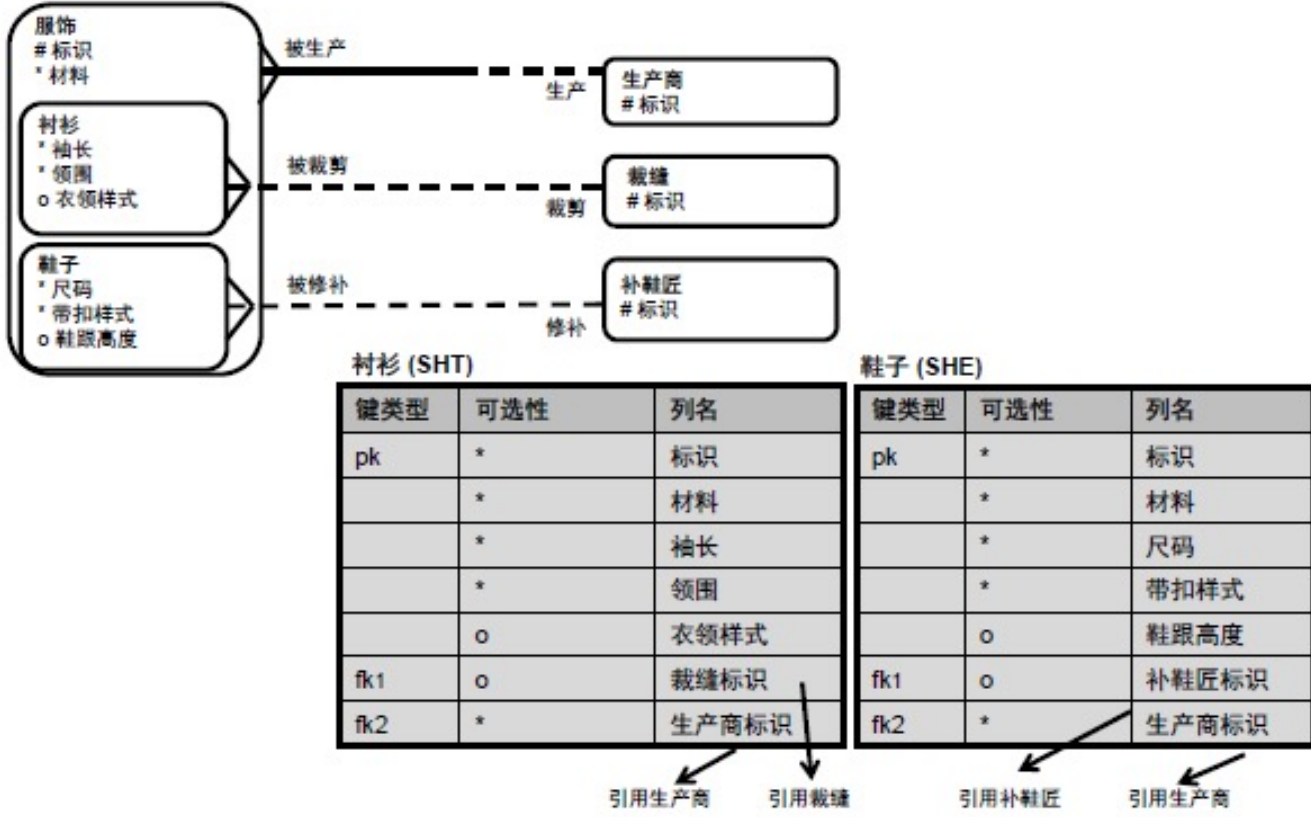 服饰
# 标识
* 材料
衬衫
* 袖长
* 领围
o 衣领样式
鞋子
* 尺码
* 带扣样式
o 鞋跟高度
被生产
生产
生产商
# 标识
被裁剪
裁剪
裁缝
# 标识
被修补
修补
补鞋匠
# 标识
衬衫 (SHT)
键类型 可选性 列名
pk * 标识
* 材料
* 袖长
* 领围
o 衣领样式
fk1 o 裁缝标识
fk2 * 生产商标识
引用生产商 引用裁缝
鞋子 (SHE)
键类型 可选性 列名
pk * 标识
* 材料
* 尺码
* 带扣样式
o 鞋跟高度
fk1 o 补鞋匠标识
fk2 * 生产商标识
引用补鞋匠 引用生产商